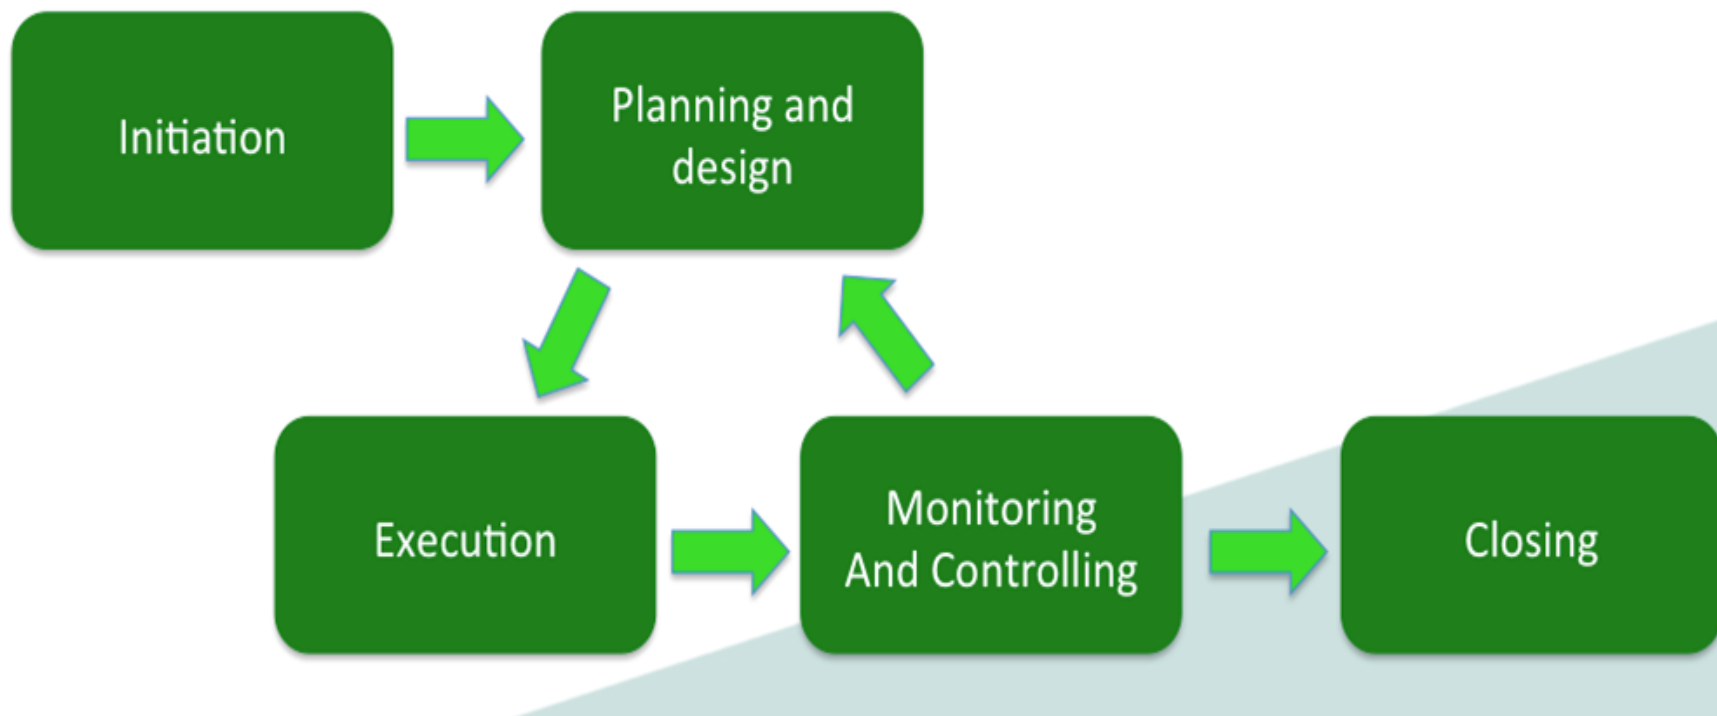 Initiation
Planning and
design
Execution
Monitoring
And Controlling
Closing